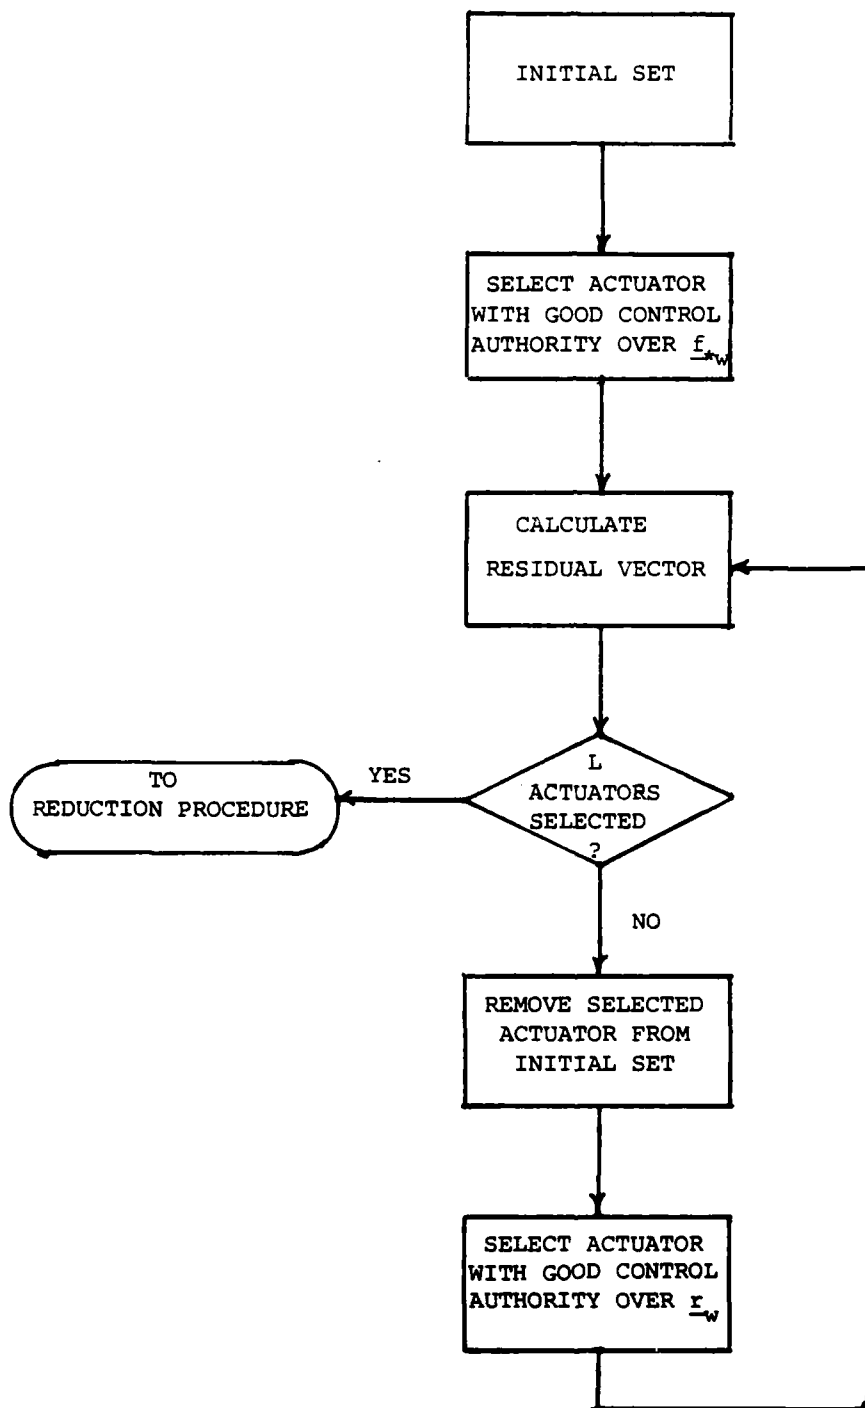 INITIAL SET
SELECT ACTUATOR
WITH GOOD CONTROL
AUTHORITY OVER f*w
CALCULATE
RESIDUAL VECTOR
L
ACTUATORS
SELECTED
?
YES
TO
REDUCTION PROCEDURE
NO
REMOVE SELECTED
ACTUATOR FROM
INITIAL SET
SELECT ACTUATOR
WITH GOOD CONTROL
AUTHORITY OVER rw